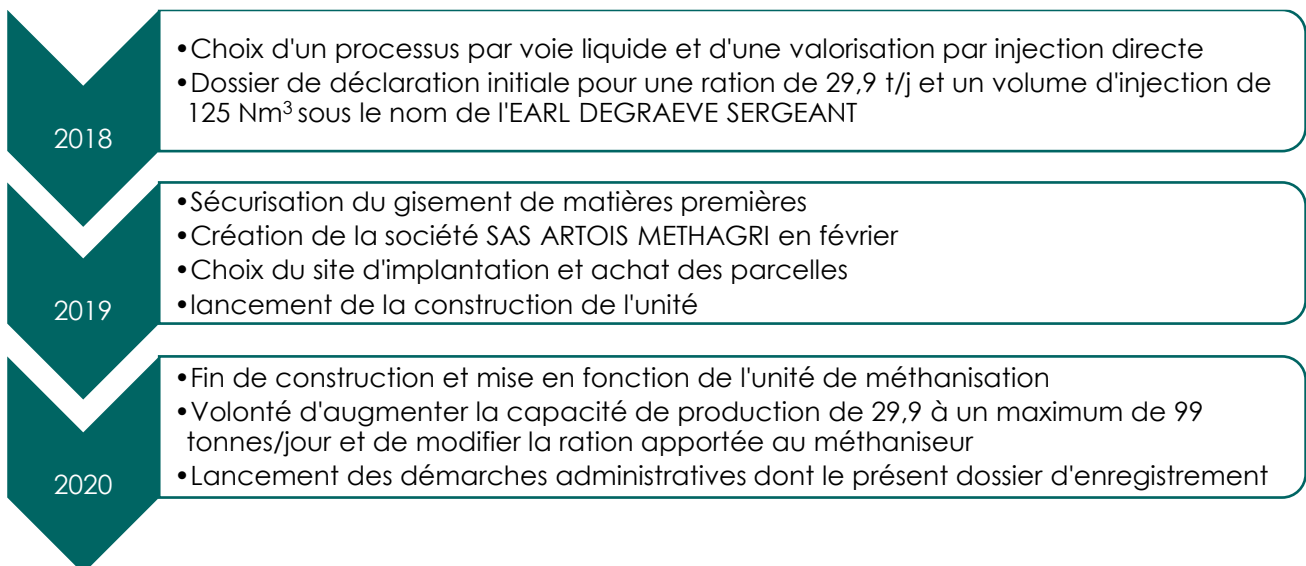 •Choix d'un processus par voie liquide et d'une valorisation par injection directe
•Dossier de déclaration initiale pour une ration de 29,9 t/j et un volume d'injection de
125 Nm³ sous le nom de l'EARL DEGRAEVE SERGEANT
2018
•Sécurisation du gisement de matières premières
•Création de la société SAS ARTOIS METHAGRI en février
•Choix du site d'implantation et achat des parcelles
•lancement de la construction de l'unité
2019
•Fin de construction et mise en fonction de l'unité de méthanisation
•Volonté d'augmenter la capacité de production de 29,9 à un maximum de 99
tonnes/jour et de modifier la ration apportée au méthaniseur
•Lancement des démarches administratives dont le présent dossier d'enregistrement
2020